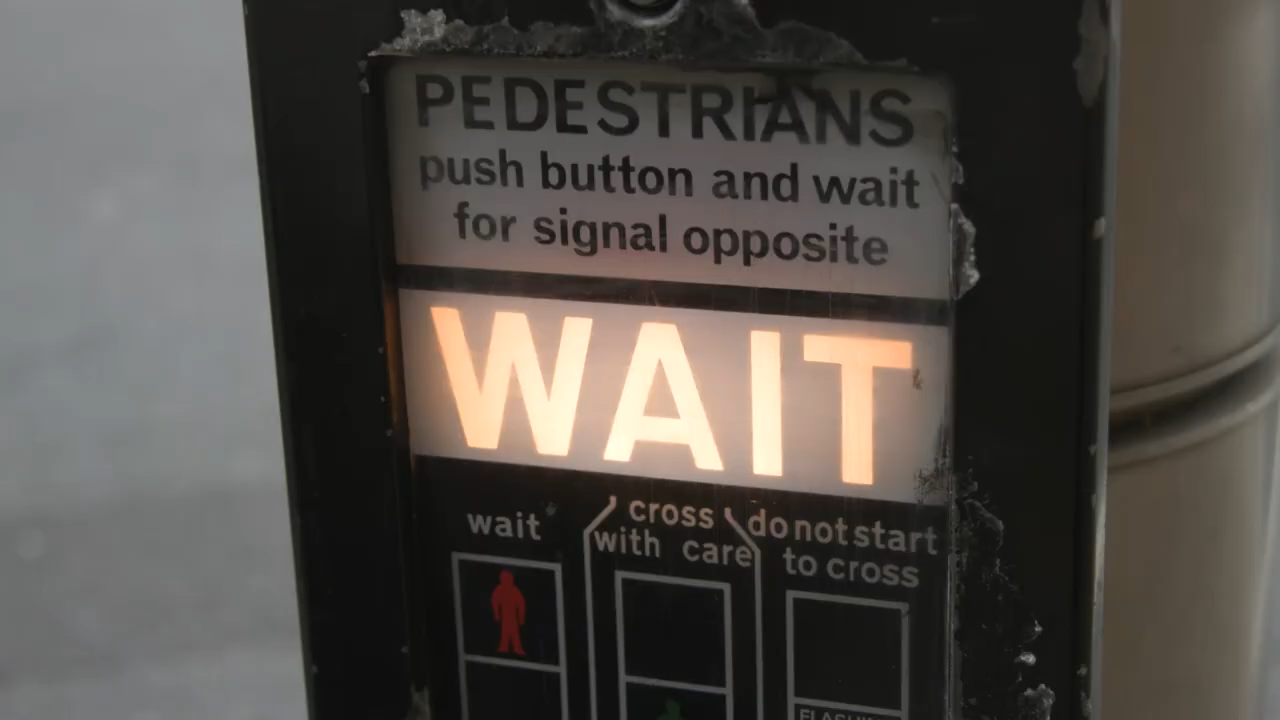 PEDESTRIANS
push button and wait
for signal opposite
WAIT
wait
cross
with care
do not start
to cross